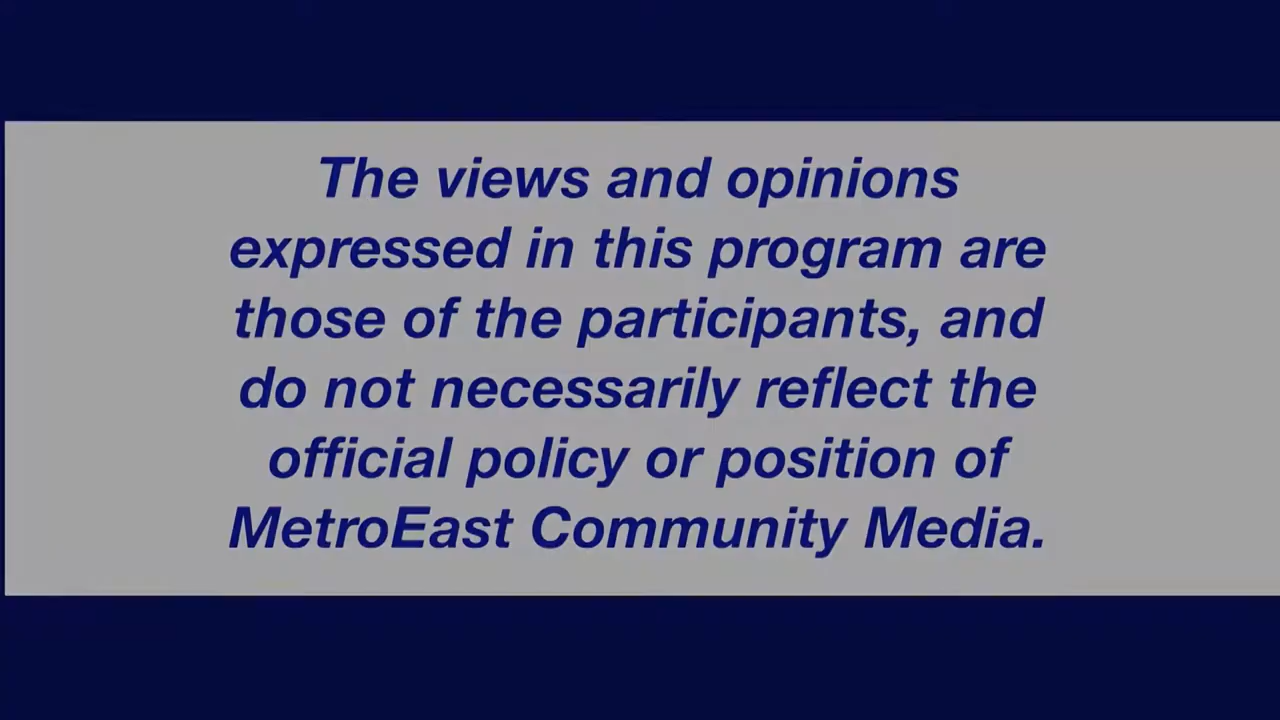 The views and opinions
expressed in this program are
those of the participants, and
do not necessarily reflect the
official policy or position of
MetroEast Community Media.